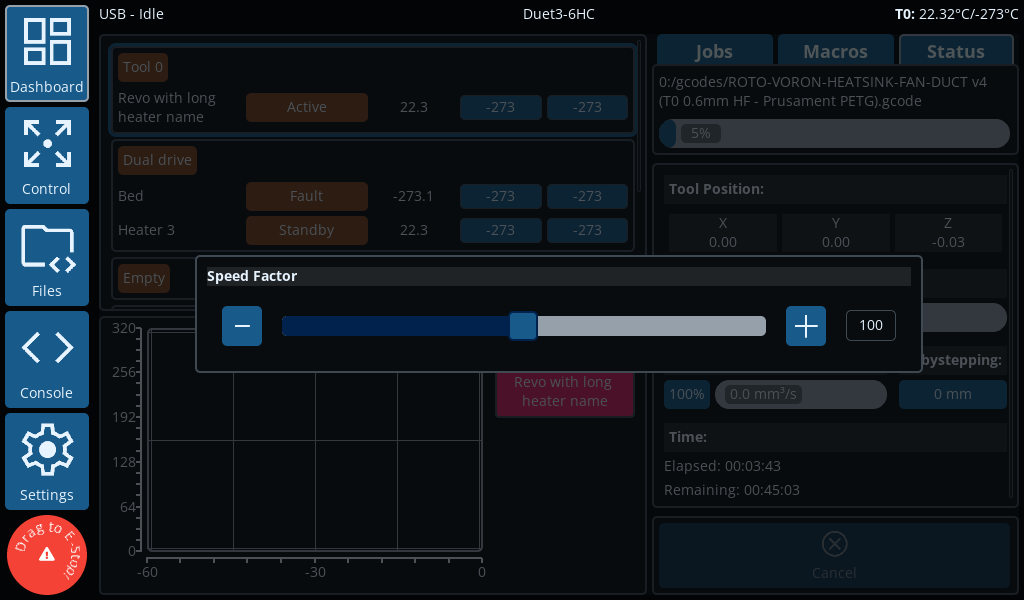 USB - Idle
Duet3-6HC
T0: 22.32°C/-273°C
Dashboard
Control
Files
Console
Settings
Drag to E-Stop!
Tool 0
Revo with long
heater name
Active
22.3
-273
-273
Dual drive
Bed
Fault
-273.1
-273
-273
Heater 3
Standby
22.3
-273
-273
Empty
Speed Factor
100
320
256
192
128
64
0
-60
-30
0
Revo with long
heater name
Jobs
Macros
Status
0:/gcodes/ROTO-VORON-HEATSINK-FAN-DUCT v4
(T0 0.6mm HF - Prusament PETG).gcode
5%
Tool Position:
X
0.00
Y
0.00
Z
-0.03
bystepping:
100%
0.0 mm³/s
0 mm
Time:
Elapsed: 00:03:43
Remaining: 00:45:03
Cancel